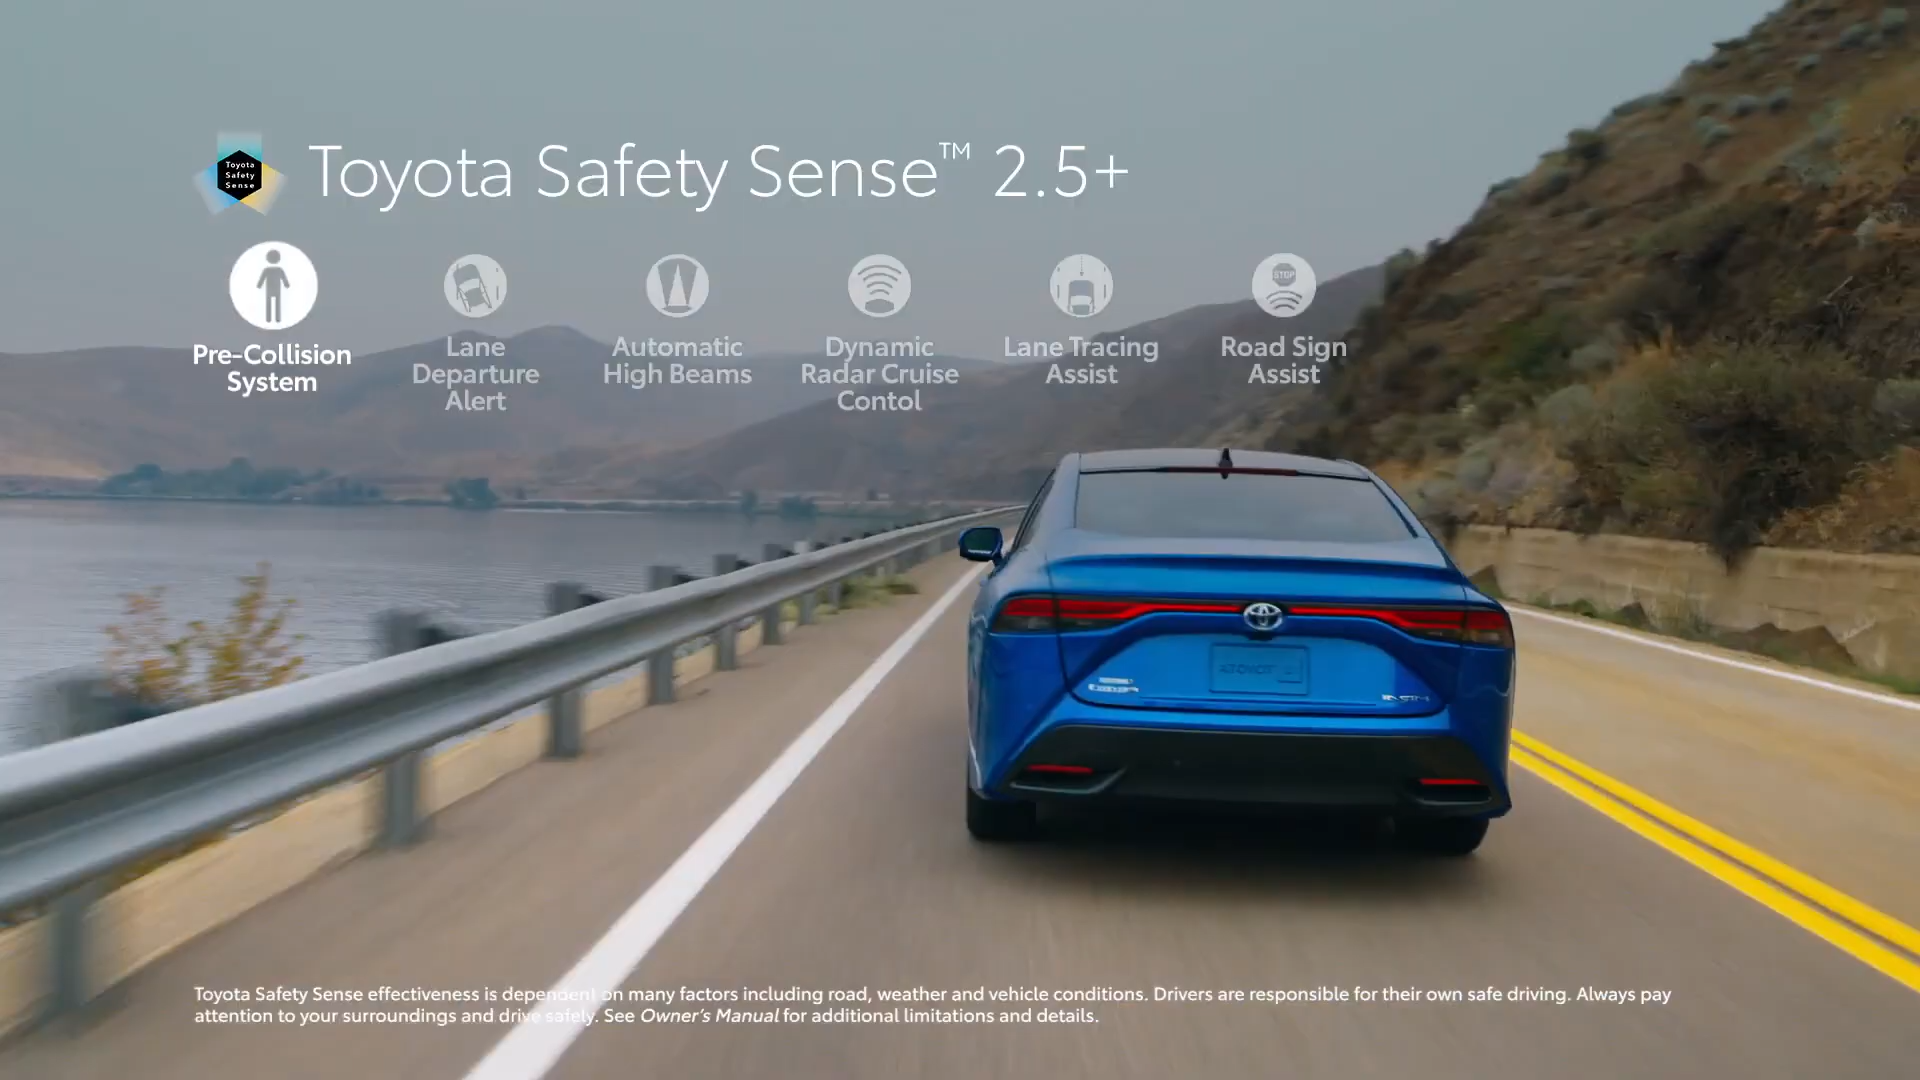 Toyota
Safety
Sense
Toyota Safety Sense™ 2.5+
STOP
Pre-Collision
System
Lane
Departure
Alert
Automatic
High Beams
Dynamic
Radar Cruise
Contol
Lane Tracing
Assist
Road Sign
Assist
Toyota Safety Sense effectiveness is dependent on many factors including road, weather and vehicle conditions. Drivers are responsible for their own safe driving. Always pay
attention to your surroundings and drive safely. See Owner's Manual for additional limitations and details.